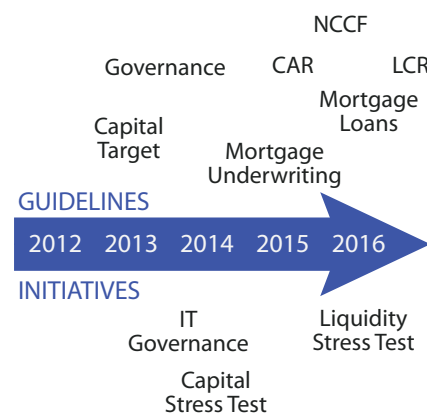 NCCF
Governance CAR LCR
Mortgage
Loans
Capital
Target
Mortgage
Underwriting
GUIDELINES
2012 2013 2014 2015 2016
INITIATIVES
IT
Governance
Liquidity
Stress Test
Capital
Stress Test